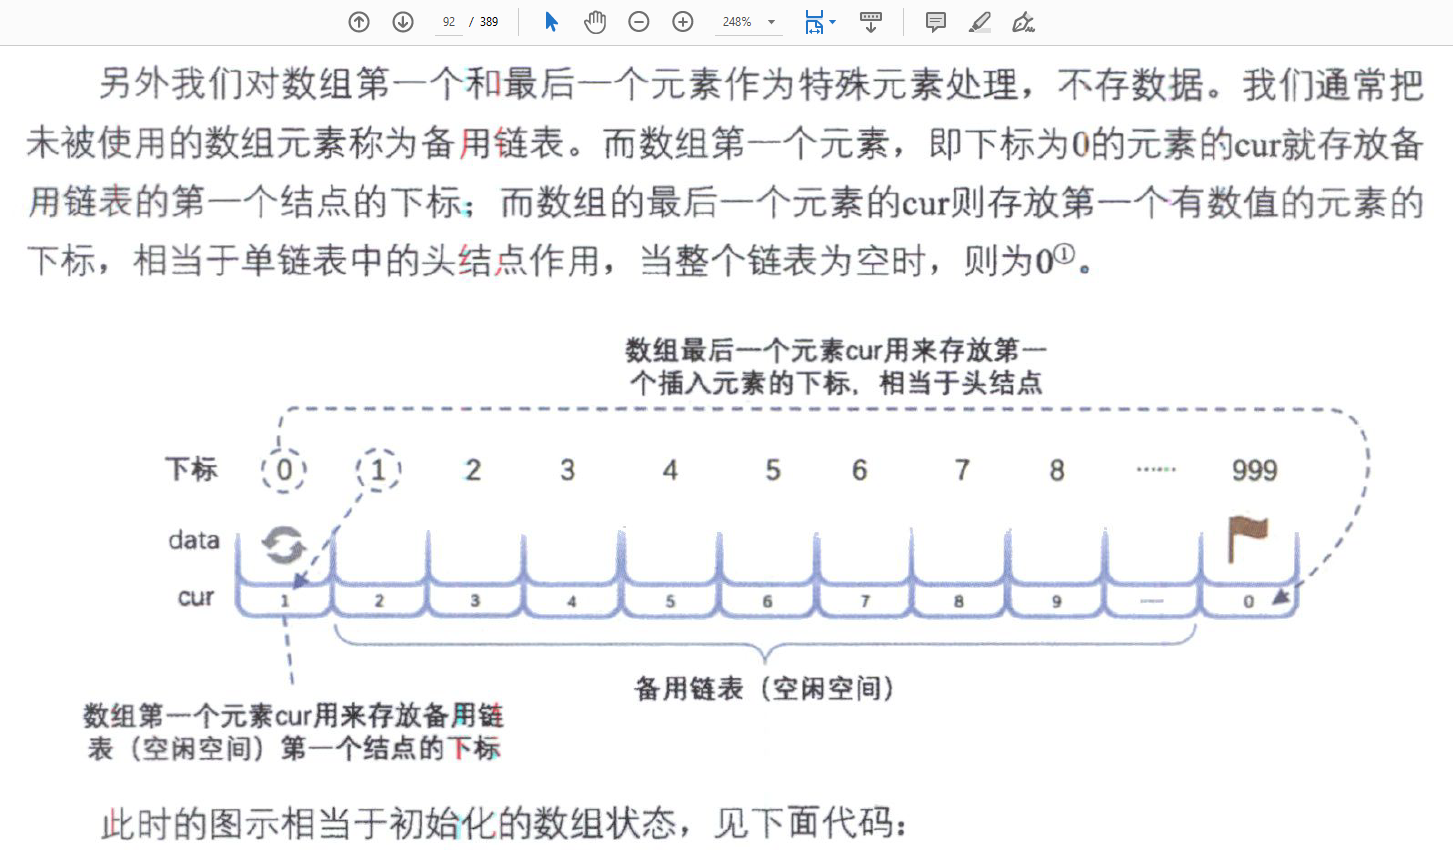 92 / 389 248%
另外我们对数组第一个和最后一个元素作为特殊元素处理，不存数据。我们通常把
未被使用的数组元素称为备用链表。而数组第一个元素，即下标为0的元素的cur就存放备
用链表的第一个结点的下标；而数组的最后一个元素的cur则存放第一个有数值的元素的
下标，相当于单链表中的头结点作用，当整个链表为空时，则为0①。
数组最后一个元素cur用来存放第一
个插入元素的下标，相当于头结点
下标 0 1 2 3 4 5 6 7 8 …… 999
data
cur 1 2 3 4 5 6 7 8 9 …… 0
备用链表（空闲空间）
数组第一个元素cur用来存放备用链
表（空闲空间）第一个结点的下标
此时的图示相当于初始化的数组状态，见下面代码：